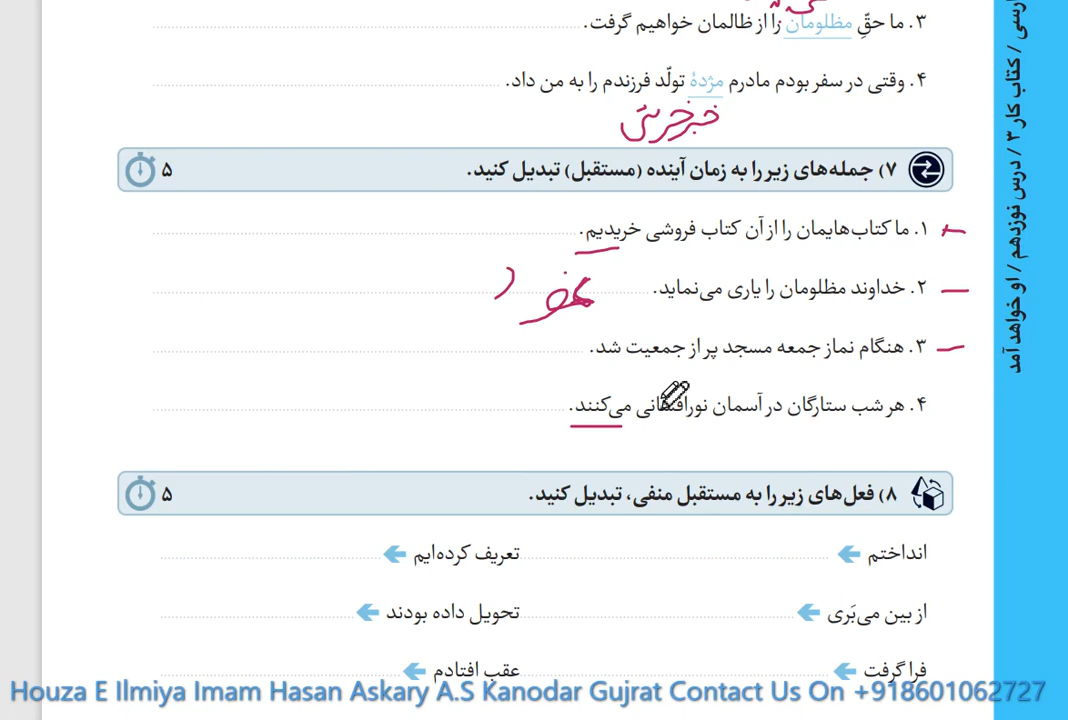 ۳. ما حقِّ مظلومان را از ظالمان خواهیم گرفت.
۴. وقتی در سفر بودم مادرم مژدهٔ تولّد فرزندم را به من داد.
۷) جمله‌های زیر را به زمان آینده (مستقبل) تبدیل کنید. ۵
۱. ما کتاب‌هایمان را از آن کتاب فروشی خریدیم.
۲. خداوند مظلومان را یاری می‌نماید.
۳. هنگام نماز جمعه مسجد پر از جمعیت شد.
۴. هر شب ستارگان در آسمان نورافشانی می‌کنند.
۸) فعل‌های زیر را به مستقبل منفی، تبدیل کنید. ۵
انداختم تعریف کرده‌ایم
از بین می‌بَری تحویل داده بودند
فرا گرفت عقب افتادم
کتاب کار ۳ / درس نوزدهم / او خواهد آمد
Houza E Ilmiya Imam Hasan Askary A.S Kanodar Gujrat Contact Us On +918601062727